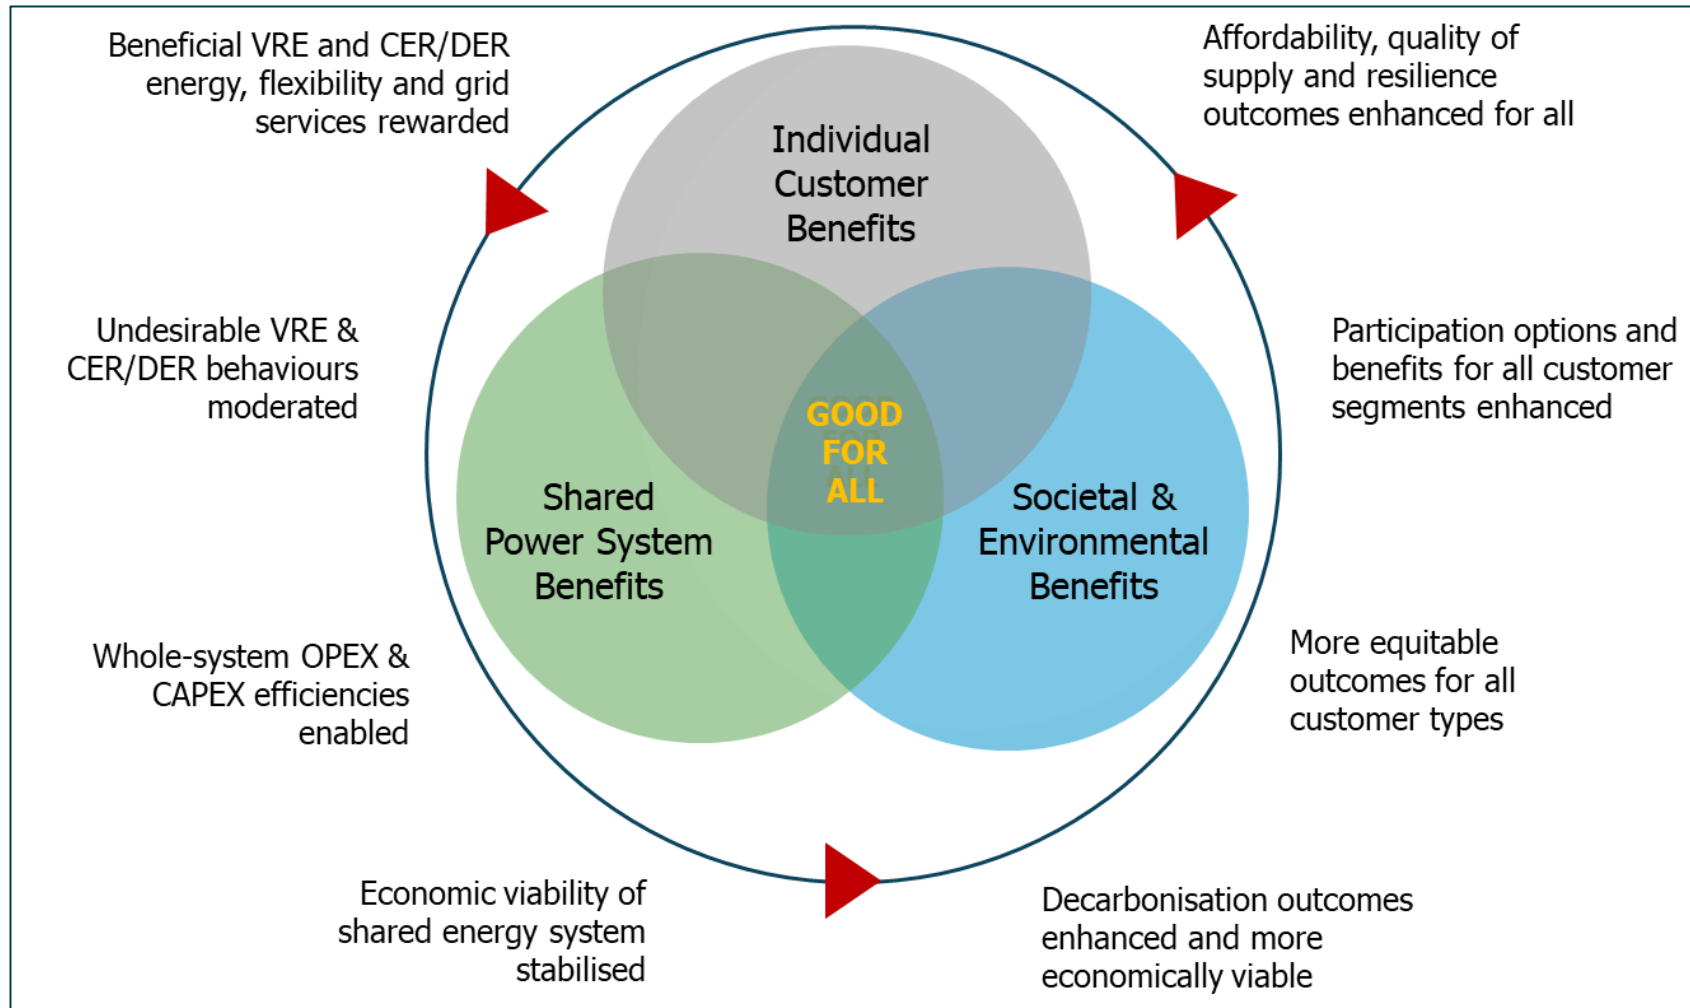 Beneficial VRE and CER/DER
energy, flexibility and grid
services rewarded
Affordability, quality of
supply and resilience
outcomes enhanced for all
Individual
Customer
Benefits
Undesirable VRE &
CER/DER behaviours
moderated
Participation options and
benefits for all customer
segments enhanced
GOOD
FOR
ALL
Shared
Power System
Benefits
Societal &
Environmental
Benefits
Whole-system OPEX &
CAPEX efficiencies
enabled
More equitable
outcomes for all
customer types
Economic viability of
shared energy system
stabilised
Decarbonisation outcomes
enhanced and more
economically viable